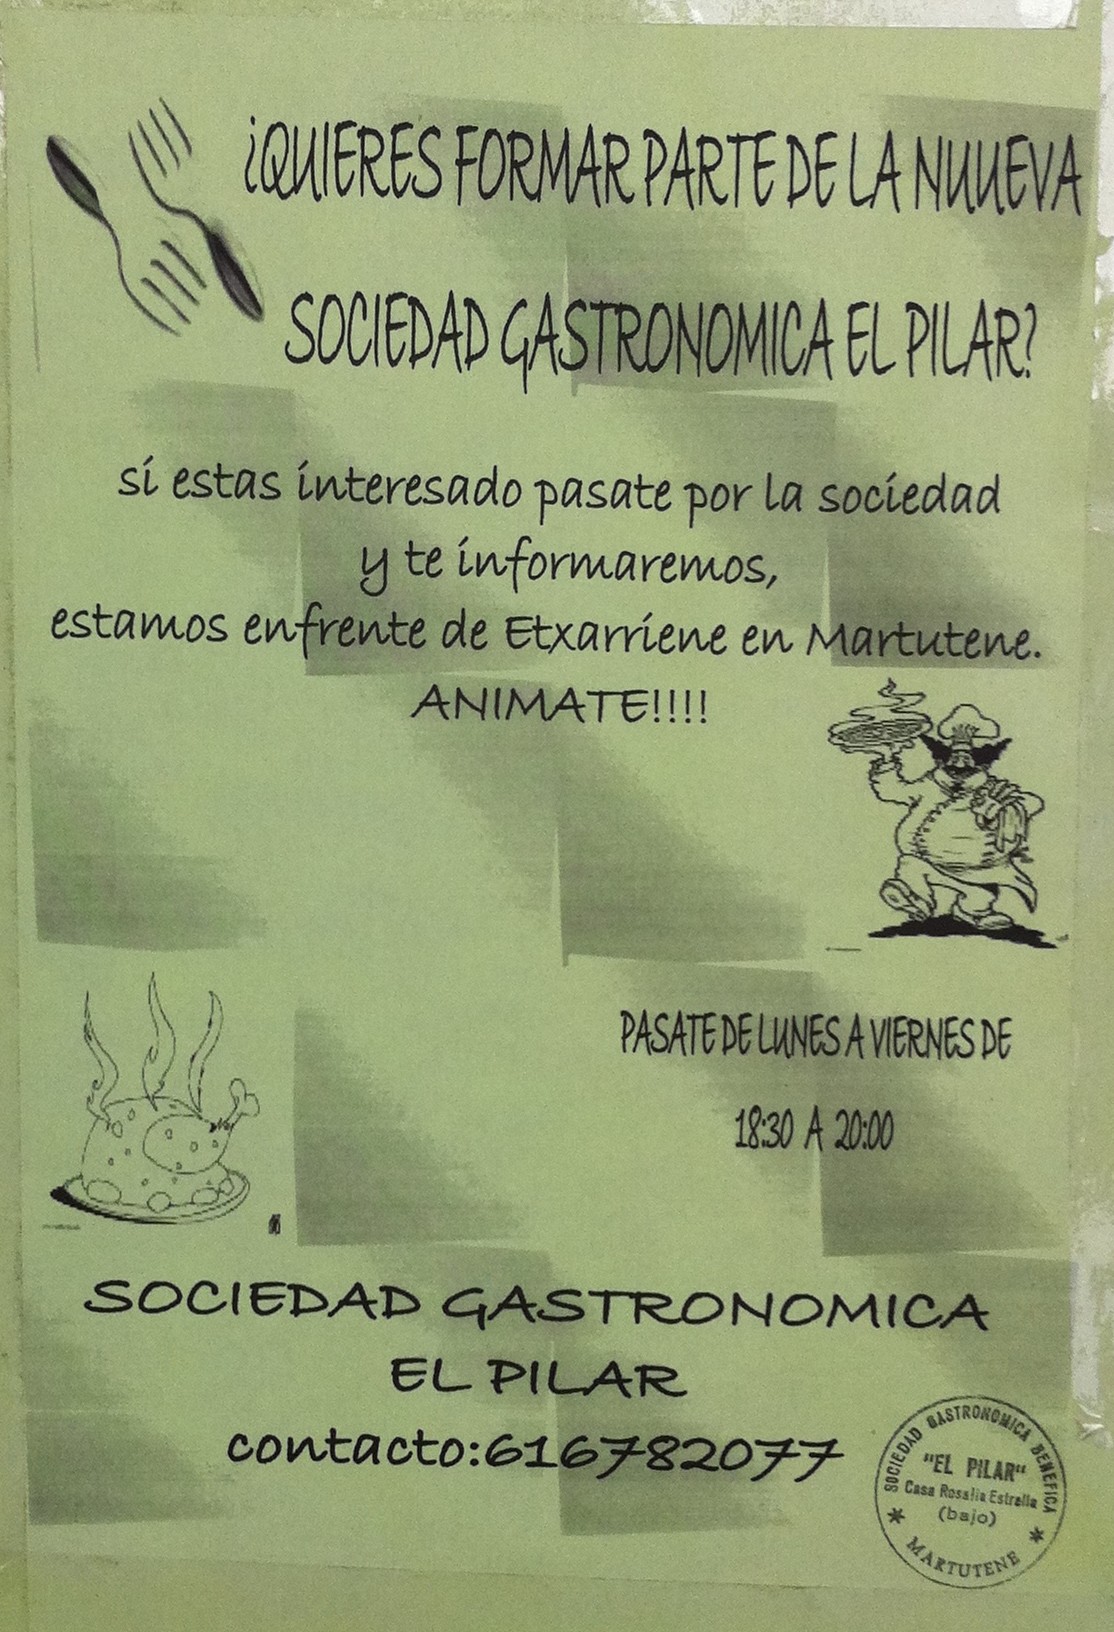 ¿QUIERES FORMAR PARTE DE LA NUUEVA
SOCIEDAD GASTRONOMICA EL PILAR?
si estas interesado pasate por la sociedad
y te informaremos,
estamos enfrente de Etxarriene en Martutene.
ANIMATE!!!!
PASATE DE LUNES A VIERNES DE
18:30 A 20:00
SOCIEDAD GASTRONOMICA
EL PILAR
contacto:616782077
SOCIEDAD GASTRONOMICA BENEFICA
"EL PILAR"
Casa Rosalia Estrella
(bajo)
* MARTUTENE *